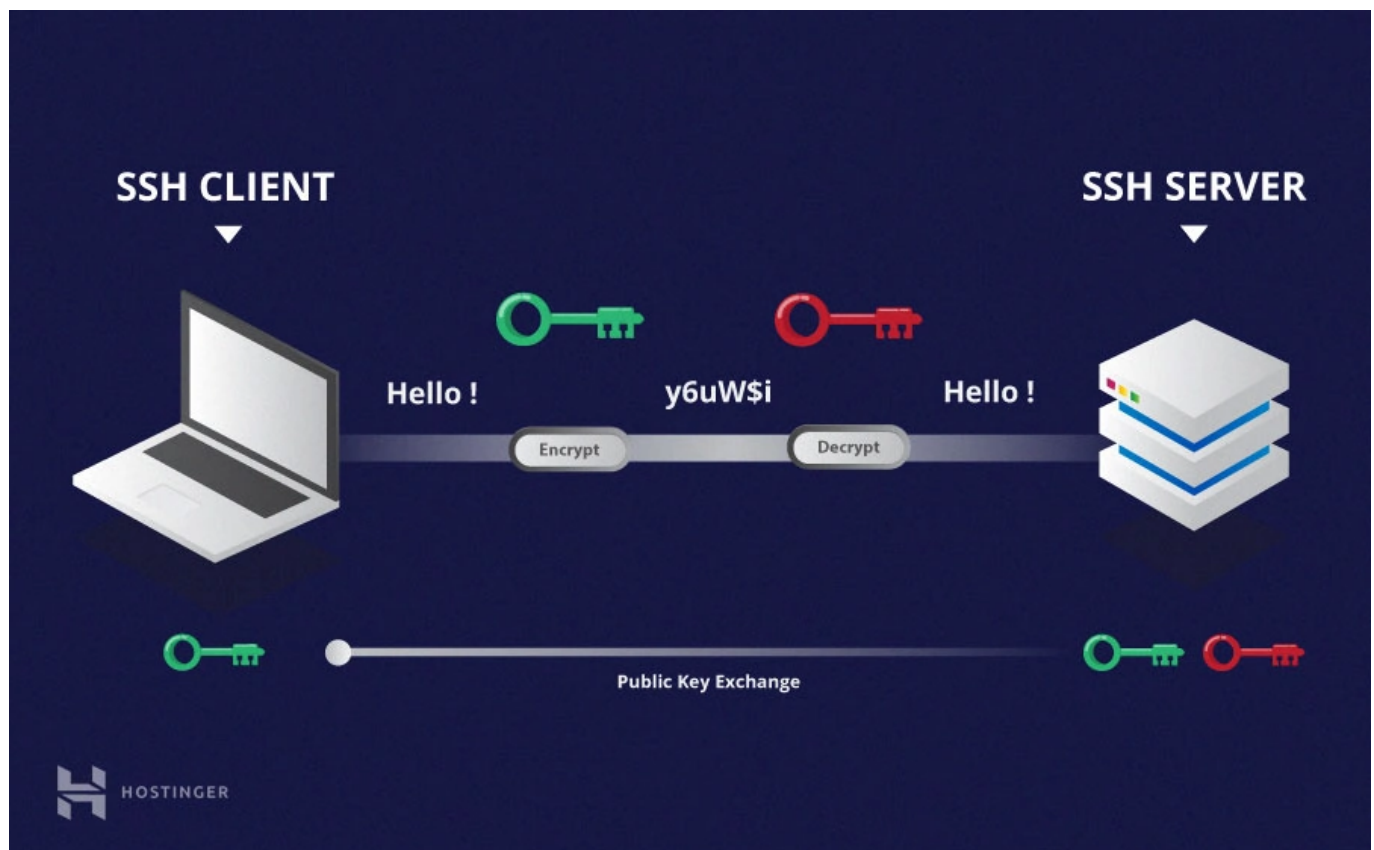 SSH CLIENT
SSH SERVER
Hello !
y6uW$i
Hello !
Encrypt
Decrypt
Public Key Exchange
HOSTINGER